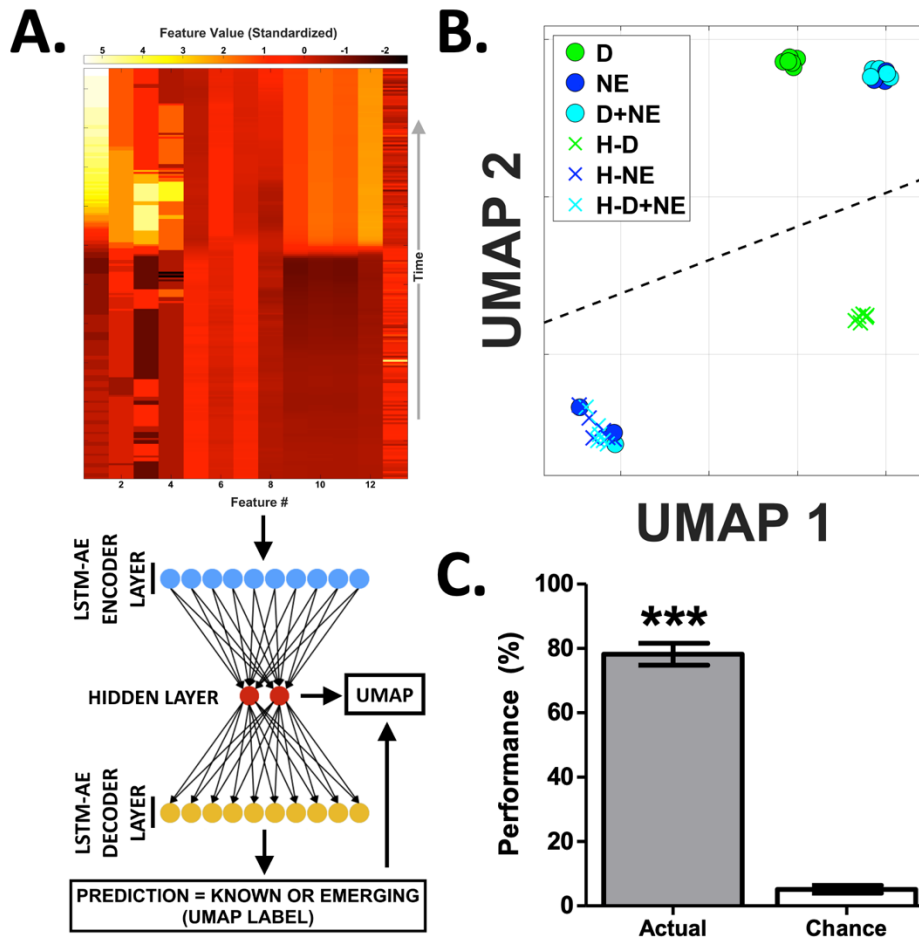 A.
Feature Value (Standardized)
5 4 3 2 1 0 -1 -2
Time
2 4 6 8 10 12
Feature #
LSTM-AE
ENCODER
LAYER
HIDDEN LAYER
UMAP
LSTM-AE
DECODER
LAYER
PREDICTION = KNOWN OR EMERGING
(UMAP LABEL)
B.
D
NE
D+NE
H-D
H-NE
H-D+NE
UMAP 2
UMAP 1
C.
Performance (%)
100
80
60
40
20
0
***
Actual Chance